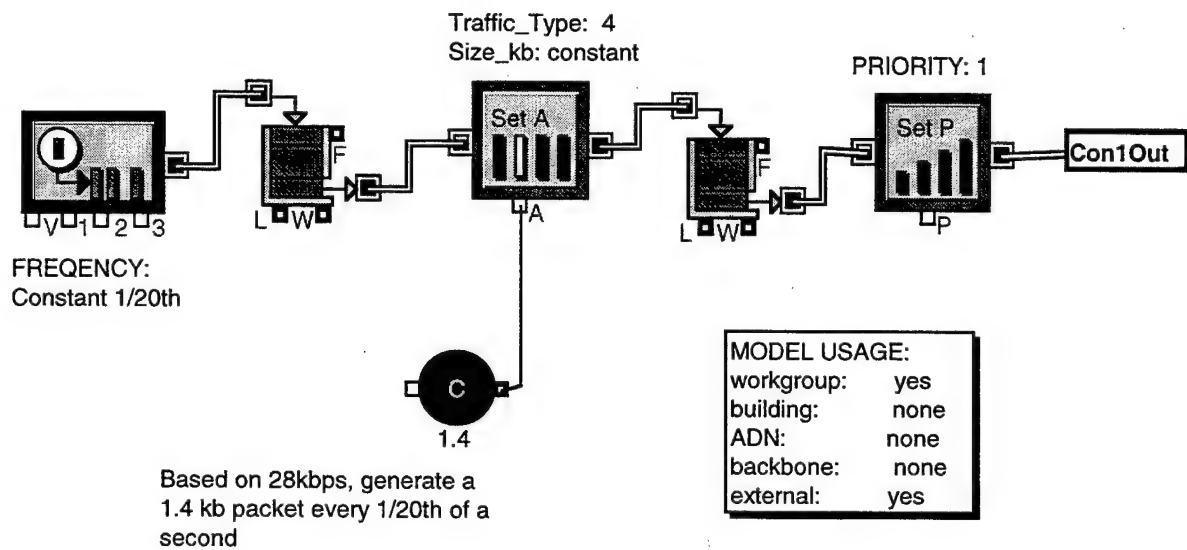 Traffic_Type: 4
Size_kb: constant
PRIORITY: 1
Set A
Set P
Con1Out
F
F
V 1 2 3
L W
A
L W
P
FREQENCY:
Constant 1/20th
C
1.4
Based on 28kbps, generate a
1.4 kb packet every 1/20th of a
second
MODEL USAGE:
workgroup: yes
building: none
ADN: none
backbone: none
external: yes